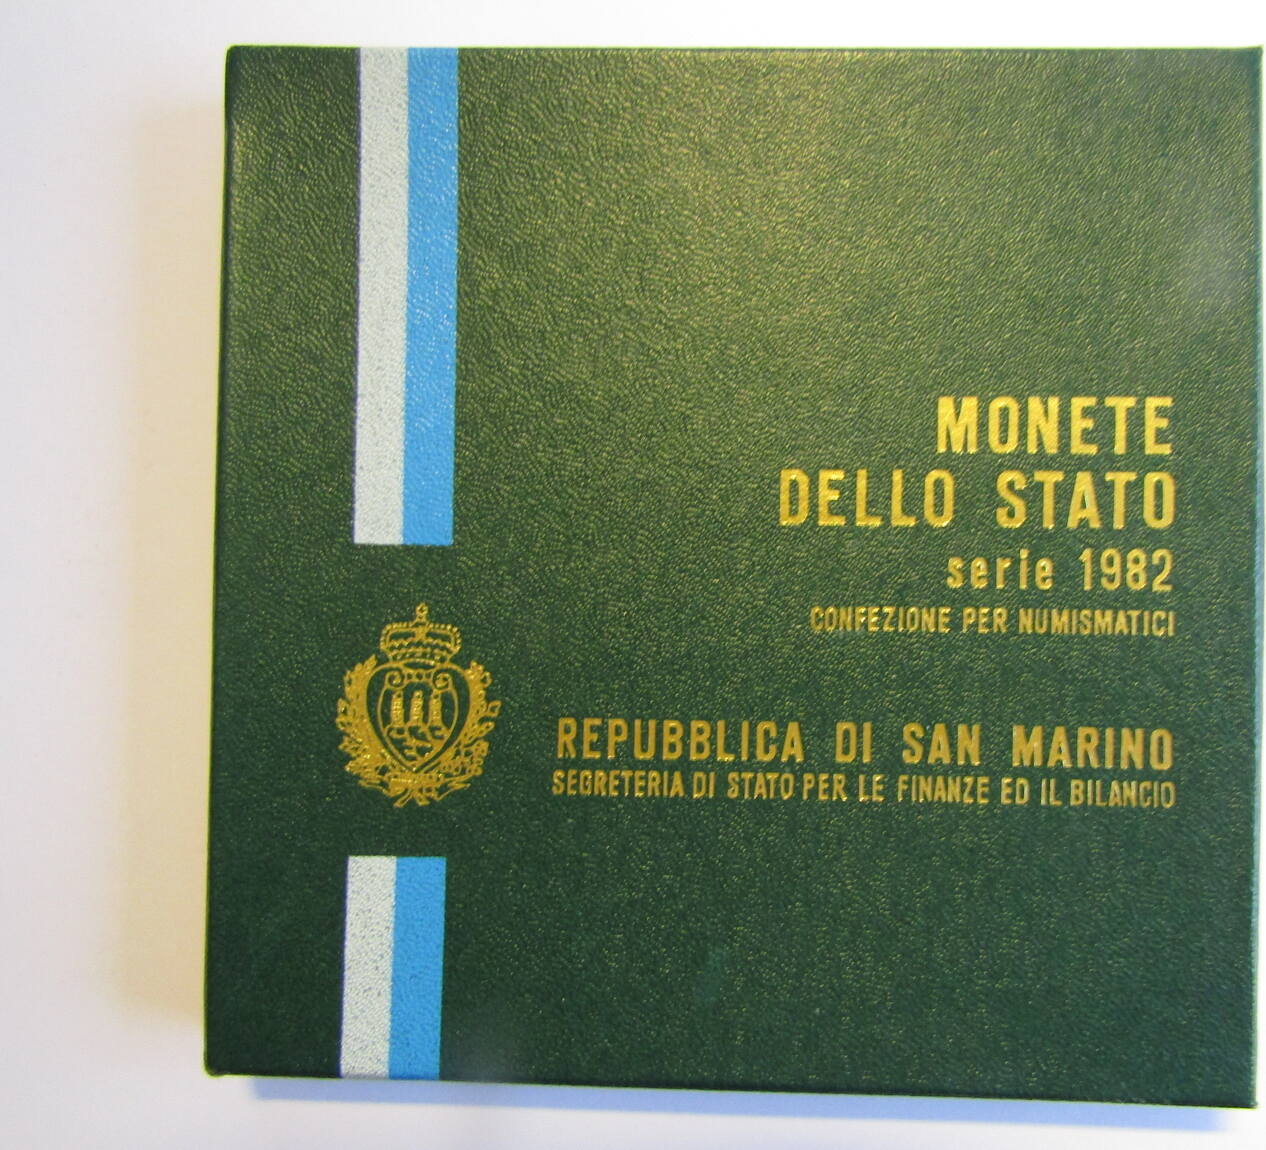 MONETE
DELLO STATO
serie 1982
CONFEZIONE PER NUMISMATICI
REPUBBLICA DI SAN MARINO
SEGRETERIA DI STATO PER LE FINANZE ED IL BILANCIO